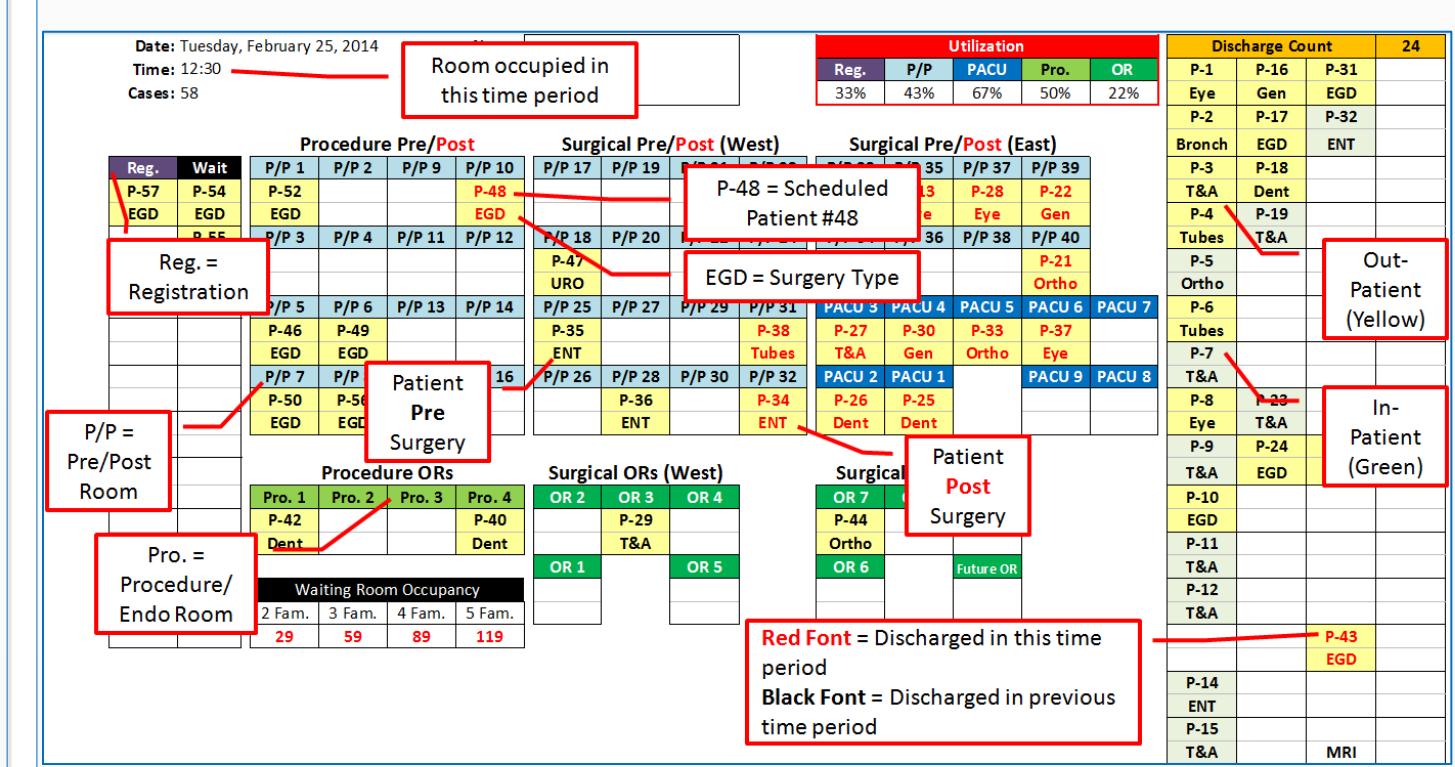 Date: Tuesday, February 25, 2014
Time: 12:30
Cases: 58
Room occupied in
this time period
Utilization
Reg. P/P PACU Pro. OR
33% 43% 67% 50% 22%
Discharge Count 24
P-1 P-16 P-31
Eye Gen EGD
P-2 P-17 P-32
Bronch EGD ENT
P-3 P-18
T&A Dent
P-4 P-19
Tubes T&A
P-5
Ortho
P-6
Tubes
P-7
T&A
P-8 P-23
Eye T&A
P-9 P-24
T&A EGD
P-10
EGD
P-11
T&A
P-12
T&A
P-43
EGD
P-14
ENT
P-15
T&A MRI
Procedure Pre/Post Surgical Pre/Post (West) Surgical Pre/Post (East)
Reg. Wait P/P 1 P/P 2 P/P 9 P/P 10 P/P 17 P/P 19 35 P/P 37 P/P 39
P-57 P-54 P-52 P-48 P-28 P-22
EGD EGD EGD EGD Eye Gen
P-55 P/P 3 P/P 4 P/P 11 P/P 12 P/P 18 P/P 20 36 P/P 38 P/P 40
P-47 P-21
URO Ortho
P/P 5 P/P 6 P/P 13 P/P 14 P/P 25 P/P 27 P/P 29 P/P 31 PACU 3 PACU 4 PACU 5 PACU 6 PACU 7
P-46 P-49 P-35 P-38 P-27 P-30 P-33 P-37
EGD EGD ENT Tubes T&A Gen Ortho Eye
P/P 7 P/P 16 P/P 26 P/P 28 P/P 30 P/P 32 PACU 2 PACU 1 PACU 9 PACU 8
P-50 P-56 P-36 P-34 P-26 P-25
EGD EGD ENT ENT Dent Dent
P-48 = Scheduled
Patient #48
EGD = Surgery Type
Reg. =
Registration
Out-
Patient
(Yellow)
In-
Patient
(Green)
P/P =
Pre/Post
Room
Patient
Pre
Surgery
Patient
Post
Surgery
Procedure ORs Surgical ORs (West) Surgical
Pro. 1 Pro. 2 Pro. 3 Pro. 4 OR 2 OR 3 OR 4 OR 7
P-42 P-40 P-29 P-44
Dent Dent T&A Ortho
OR 1 OR 5 OR 6 Future OR
Pro. =
Procedure/
Endo Room
Waiting Room Occupancy
2 Fam. 3 Fam. 4 Fam. 5 Fam.
29 59 89 119
Red Font = Discharged in this time
period
Black Font = Discharged in previous
time period